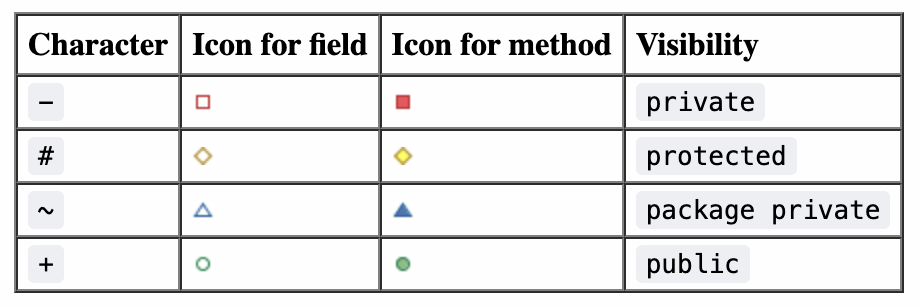 Character Icon for field Icon for method Visibility
- private
# protected
~ package private
+ public